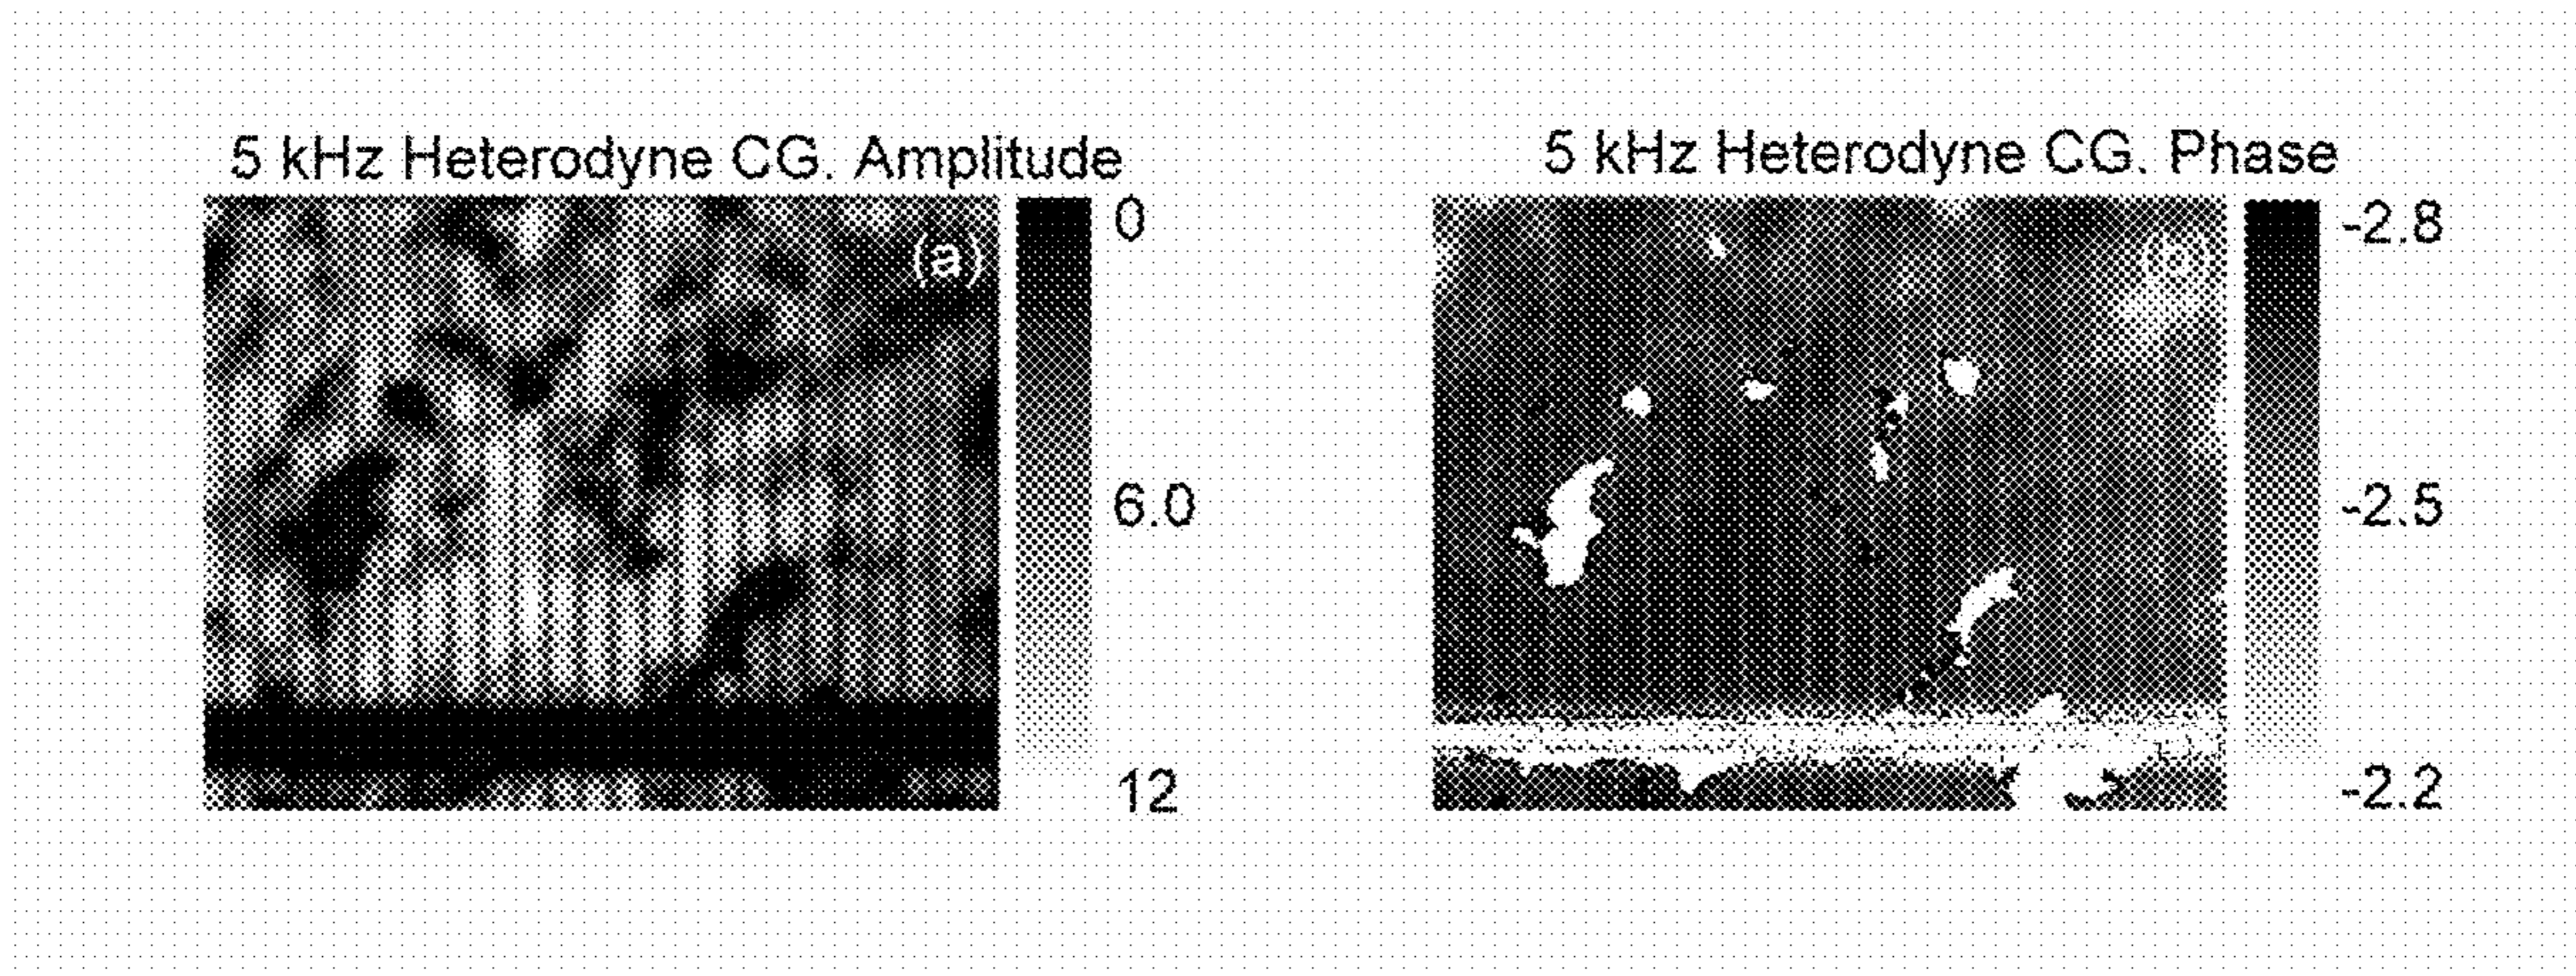 5 kHz Heterodyne CG. Amplitude
(a)
0
6.0
12
5 kHz Heterodyne CG. Phase
-2.8
-2.5
-2.2